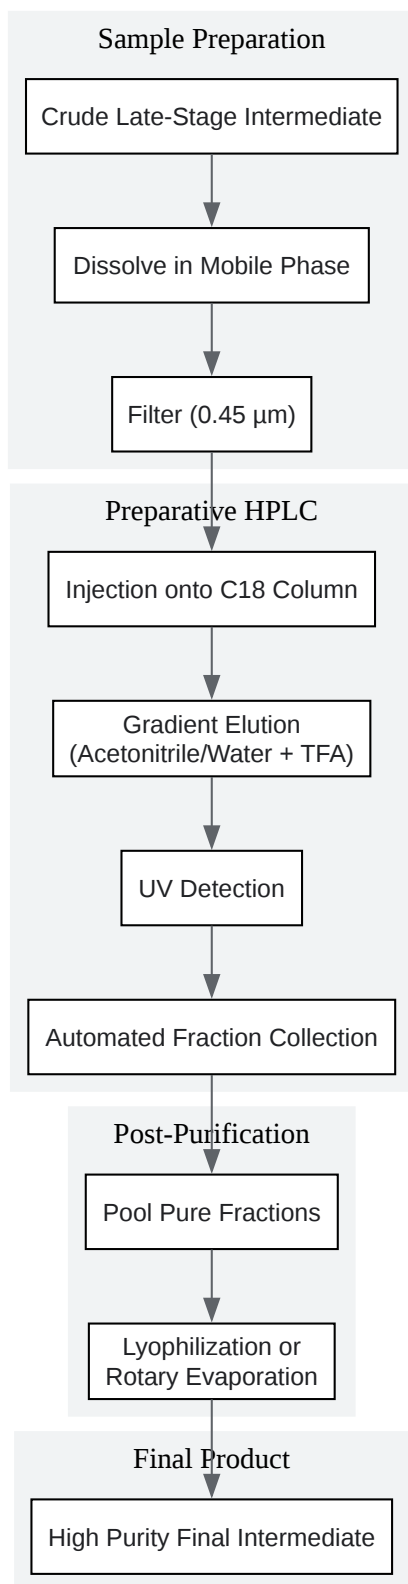 Sample Preparation
Crude Late-Stage Intermediate
Dissolve in Mobile Phase
Filter (0.45 µm)
Preparative HPLC
Injection onto C18 Column
Gradient Elution
(Acetonitrile/Water + TFA)
UV Detection
Automated Fraction Collection
Post-Purification
Pool Pure Fractions
Lyophilization or
Rotary Evaporation
Final Product
High Purity Final Intermediate